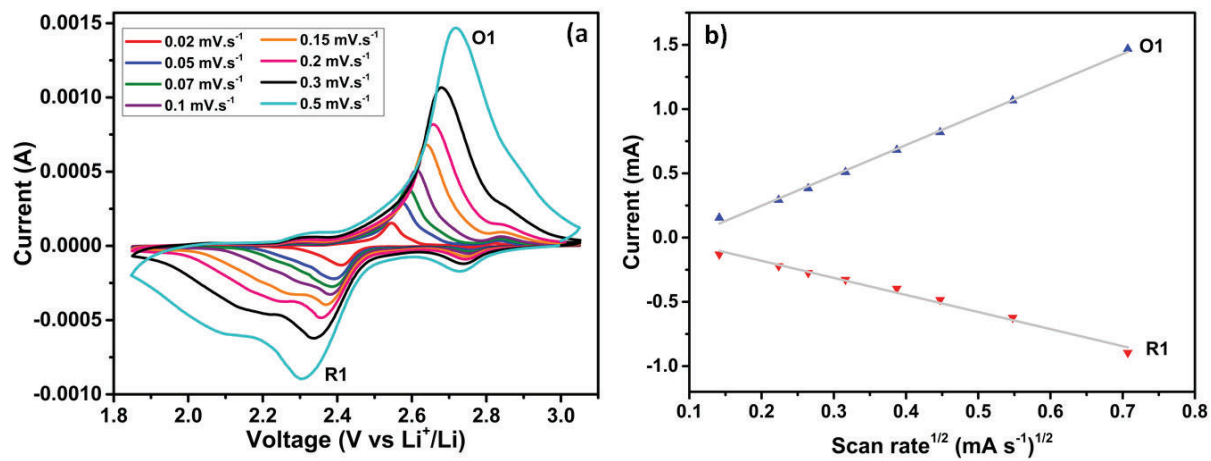 (a
0.02 mV.s⁻¹
0.05 mV.s⁻¹
0.07 mV.s⁻¹
0.1 mV.s⁻¹
0.15 mV.s⁻¹
0.2 mV.s⁻¹
0.3 mV.s⁻¹
0.5 mV.s⁻¹
O1
R1
Current (A)
0.0015
0.0010
0.0005
0.0000
-0.0005
-0.0010
1.8 2.0 2.2 2.4 2.6 2.8 3.0
Voltage (V vs Li⁺/Li)
b)
O1
R1
Current (mA)
1.5
1.0
0.5
0.0
-0.5
-1.0
0.1 0.2 0.3 0.4 0.5 0.6 0.7 0.8
Scan rate¹ᐟ² (mA s⁻¹)¹ᐟ²